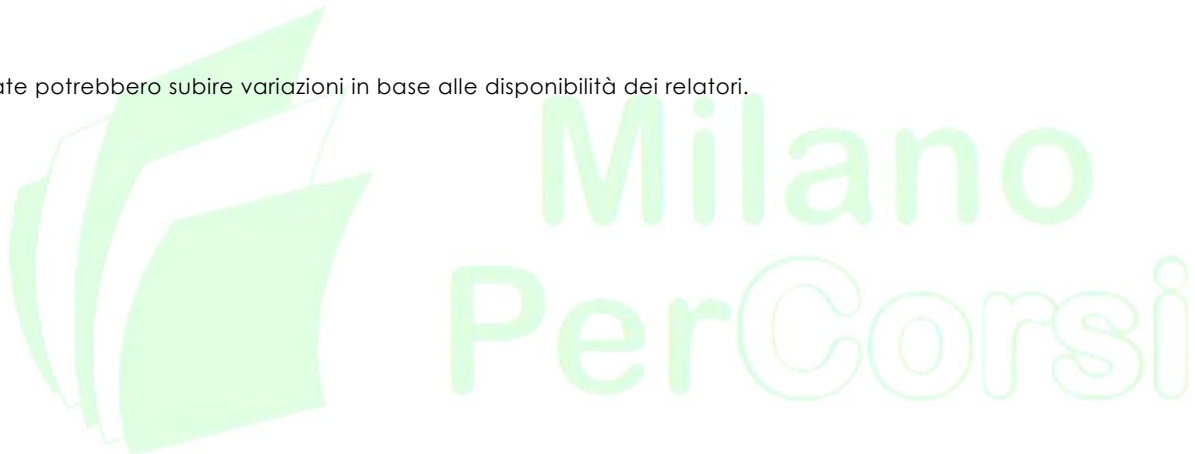 ate potrebbero subire variazioni in base alle disponibilità dei relatori.
Milano
PerCorsi